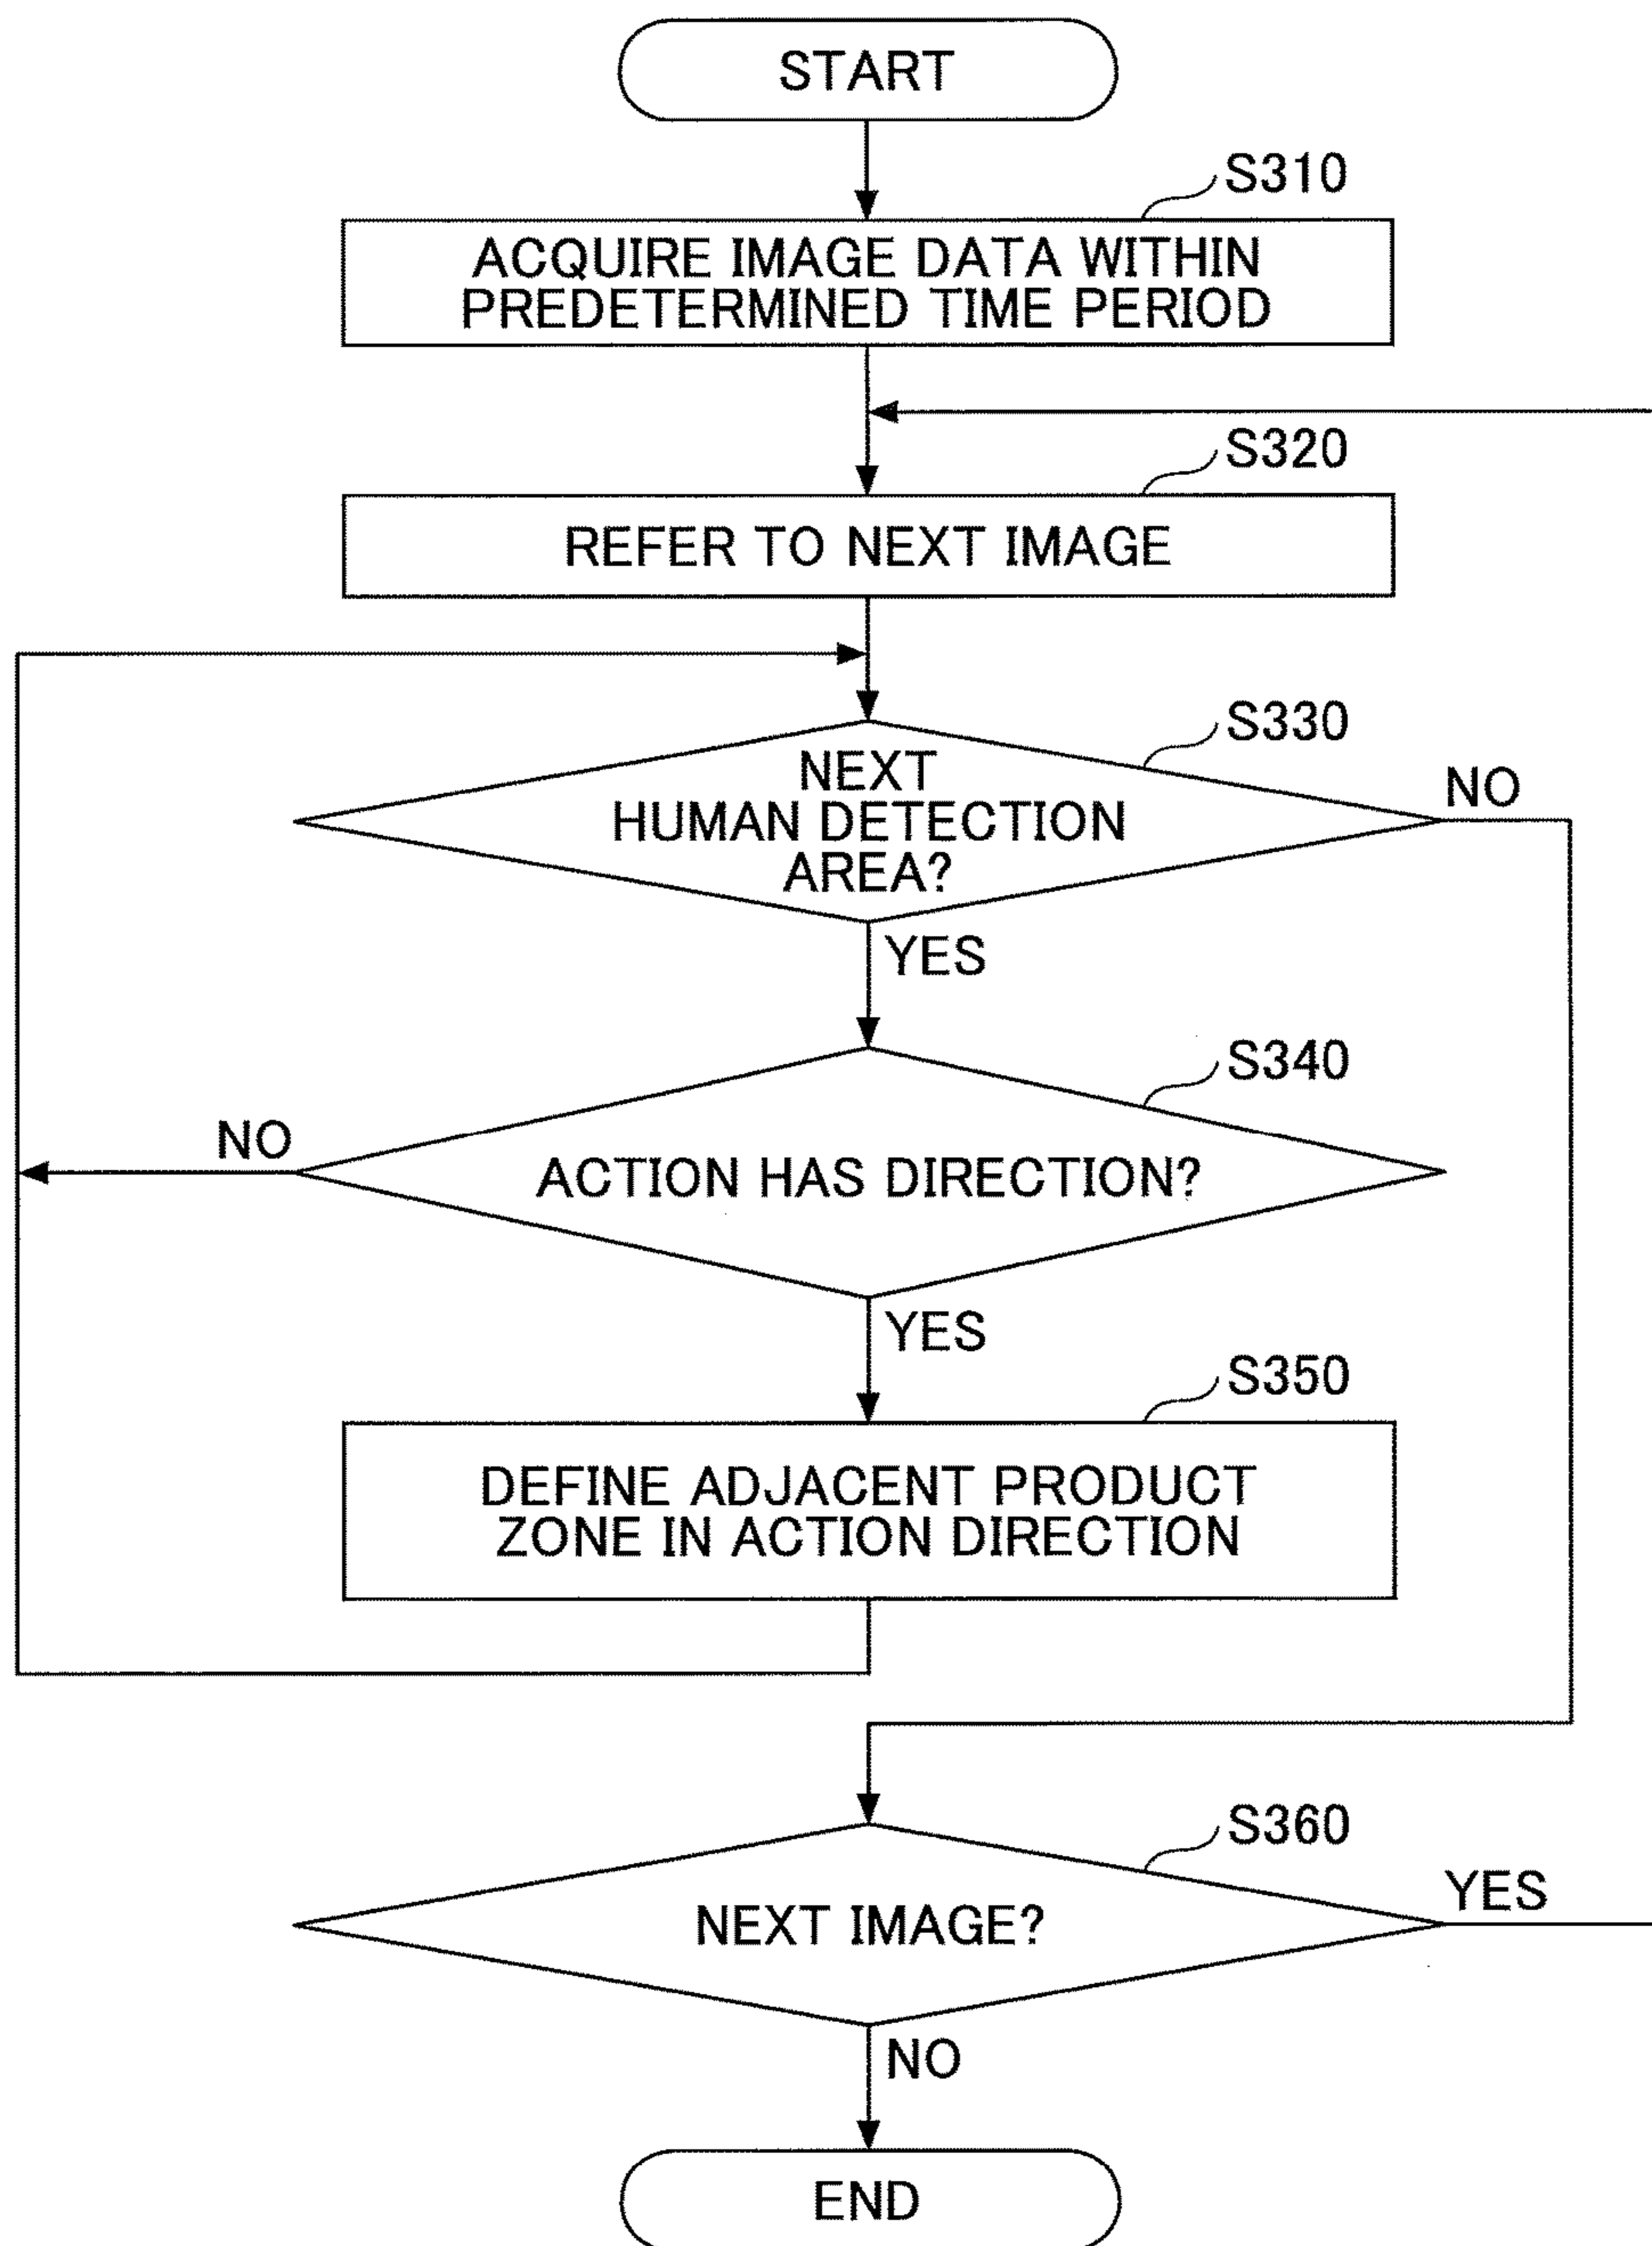 START
S310
ACQUIRE IMAGE DATA WITHIN
PREDETERMINED TIME PERIOD
S320
REFER TO NEXT IMAGE
S330
NEXT
HUMAN DETECTION
AREA?
NO
YES
S340
NO
ACTION HAS DIRECTION?
YES
S350
DEFINE ADJACENT PRODUCT
ZONE IN ACTION DIRECTION
S360
YES
NEXT IMAGE?
NO
END